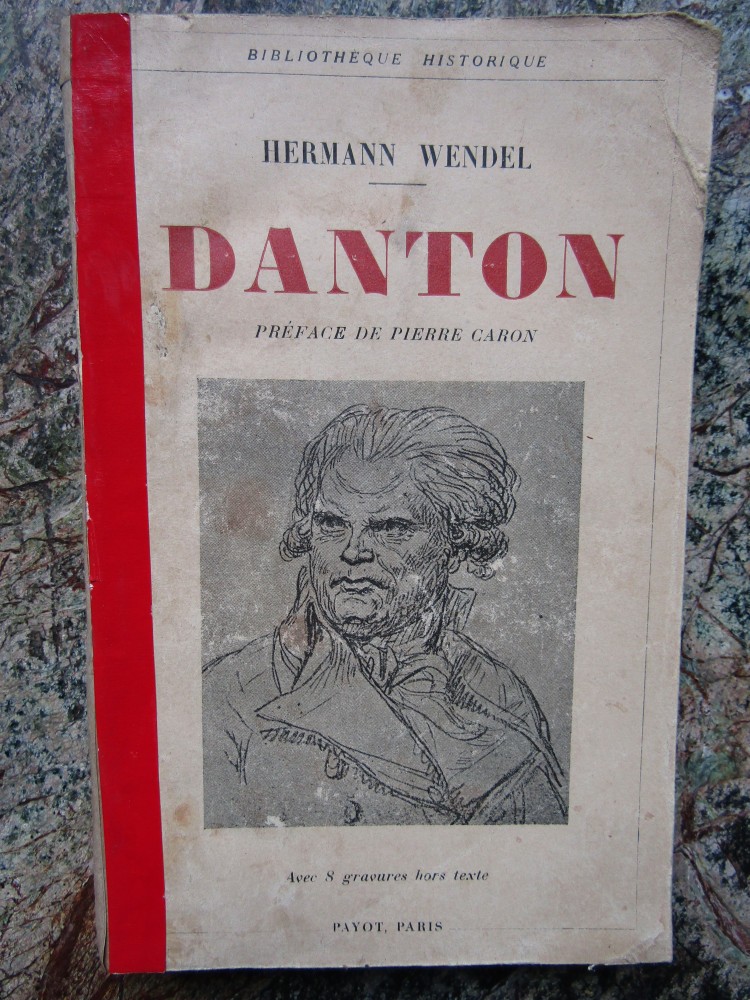 BIBLIOTHÈQUE HISTORIQUE
HERMANN WENDEL
DANTON
PRÉFACE DE PIERRE CARON
Avec 8 gravures hors texte
PAYOT, PARIS